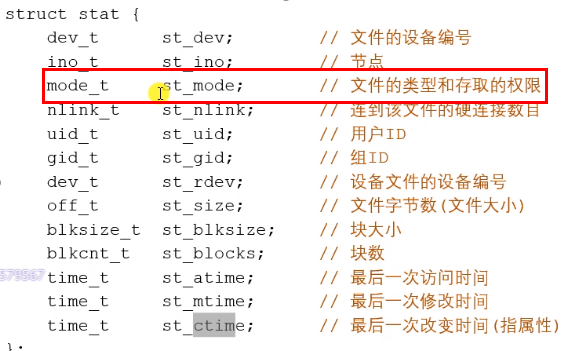 struct stat {
dev_t st_dev; // 文件的设备编号
ino_t st_ino; // 节点
mode_t st_mode; // 文件的类型和存取的权限
nlink_t st_nlink; // 连到该文件的硬连接数目
uid_t st_uid; // 用户ID
gid_t st_gid; // 组ID
dev_t st_rdev; // 设备文件的设备编号
off_t st_size; // 文件字节数(文件大小)
blksize_t st_blksize; // 块大小
blkcnt_t st_blocks; // 块数
time_t st_atime; // 最后一次访问时间
time_t st_mtime; // 最后一次修改时间
time_t st_ctime; // 最后一次改变时间(指属性)
};